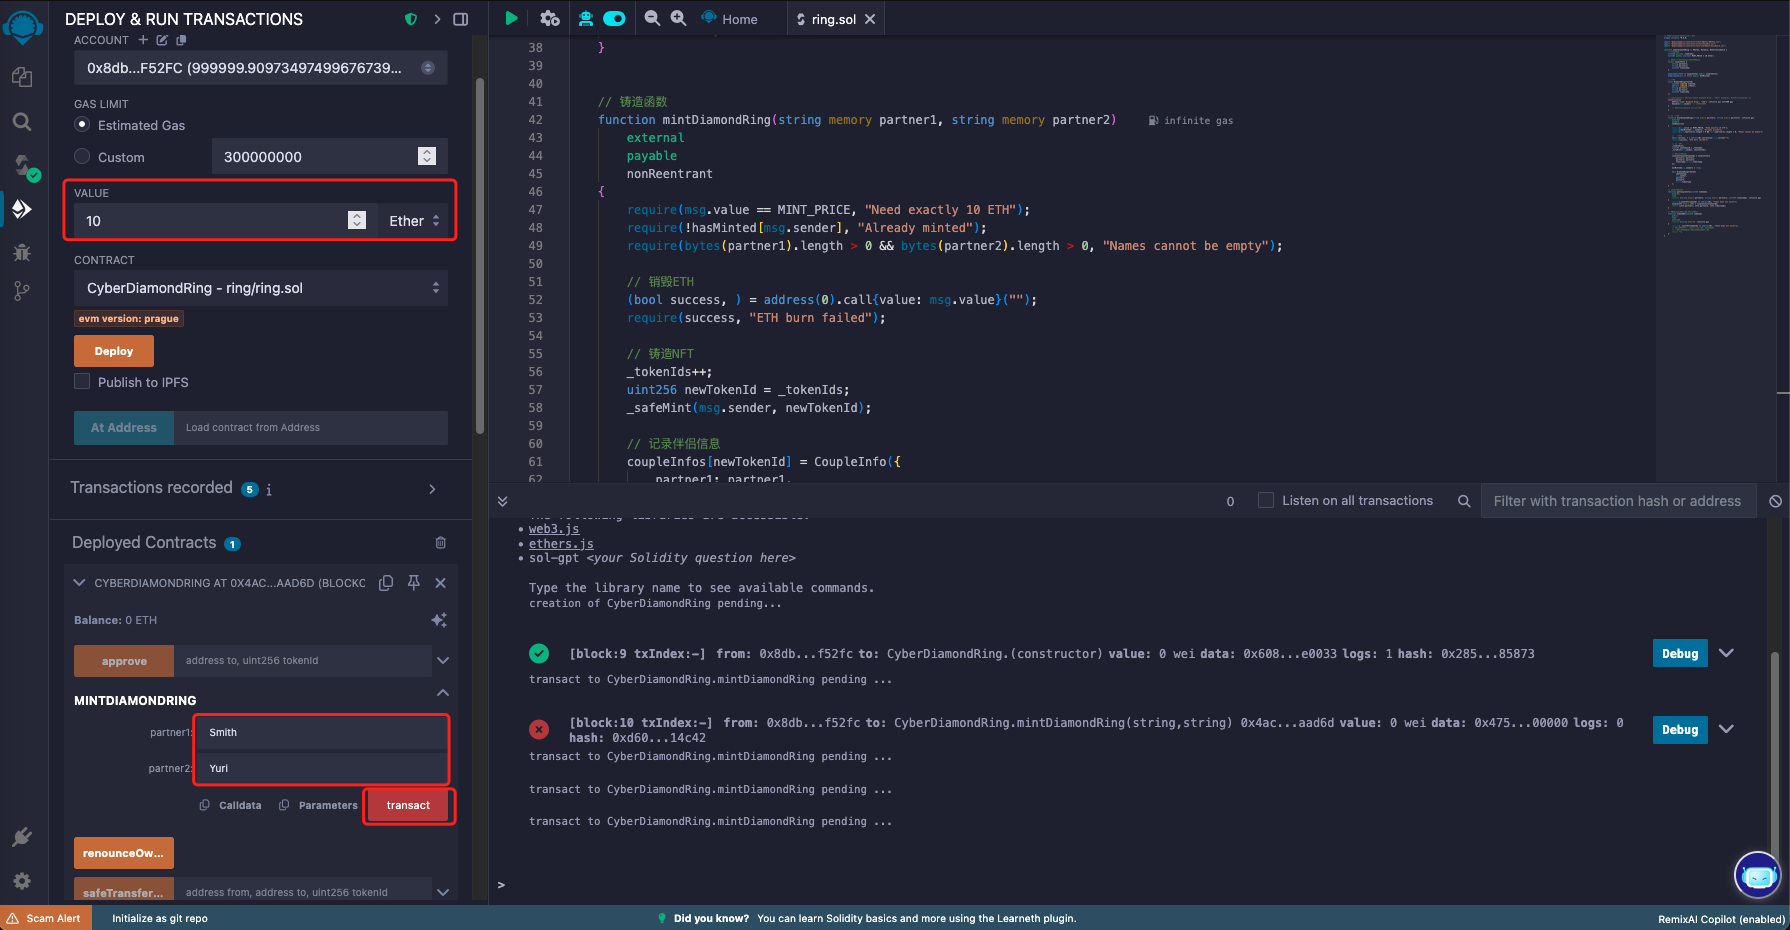 DEPLOY & RUN TRANSACTIONS
ACCOUNT
0x8db...F52FC (999999.90973497499676739...
GAS LIMIT
Estimated Gas
Custom
300000000
VALUE
10
Ether
CONTRACT
CyberDiamondRing - ring/ring.sol
evm version: prague
Deploy
Publish to IPFS
At Address
Load contract from Address
Transactions recorded 5 i
Deployed Contracts 1
CYBERDIAMONDRING AT 0X4AC...AAD6D (BLOCKC
Balance: 0 ETH
approve
address to, uint256 tokenId
MINTDIAMONDRING
partner1:
Smith
partner2:
Yuri
Calldata
Parameters
transact
renounceOw...
safeTransfer...
address from, address to, uint256 tokenId
Home
ring.sol
38 }
39
40
41 // 铸造函数
42 function mintDiamondRing(string memory partner1, string memory partner2) infinite gas
43 external
44 payable
45 nonReentrant
46 {
47 require(msg.value == MINT_PRICE, "Need exactly 10 ETH");
48 require(!hasMinted[msg.sender], "Already minted");
49 require(bytes(partner1).length > 0 && bytes(partner2).length > 0, "Names cannot be empty");
50
51 // 销毁ETH
52 (bool success, ) = address(0).call{value: msg.value}("");
53 require(success, "ETH burn failed");
54
55 // 铸造NFT
56 _tokenIds++;
57 uint256 newTokenId = _tokenIds;
58 _safeMint(msg.sender, newTokenId);
59
60 // 记录伴侣信息
61 coupleInfos[newTokenId] = CoupleInfo({
62 partner1: partner1,
0
Listen on all transactions
Filter with transaction hash or address
The following libraries are accessible:
• web3.js
• ethers.js
• sol-gpt <your Solidity question here>
Type the library name to see available commands.
creation of CyberDiamondRing pending...
[block:9 txIndex:-] from: 0x8db...f52fc to: CyberDiamondRing.(constructor) value: 0 wei data: 0x608...e0033 logs: 1 hash: 0x285...85873
Debug
transact to CyberDiamondRing.mintDiamondRing pending ...
[block:10 txIndex:-] from: 0x8db...f52fc to: CyberDiamondRing.mintDiamondRing(string,string) 0x4ac...aad6d value: 0 wei data: 0x475...00000 logs: 0
hash: 0xd60...14c42
Debug
transact to CyberDiamondRing.mintDiamondRing pending ...
transact to CyberDiamondRing.mintDiamondRing pending ...
transact to CyberDiamondRing.mintDiamondRing pending ...
>
Scam Alert
Initialize as git repo
Did you know? You can learn Solidity basics and more using the Learneth plugin.
RemixAI Copilot (enabled)